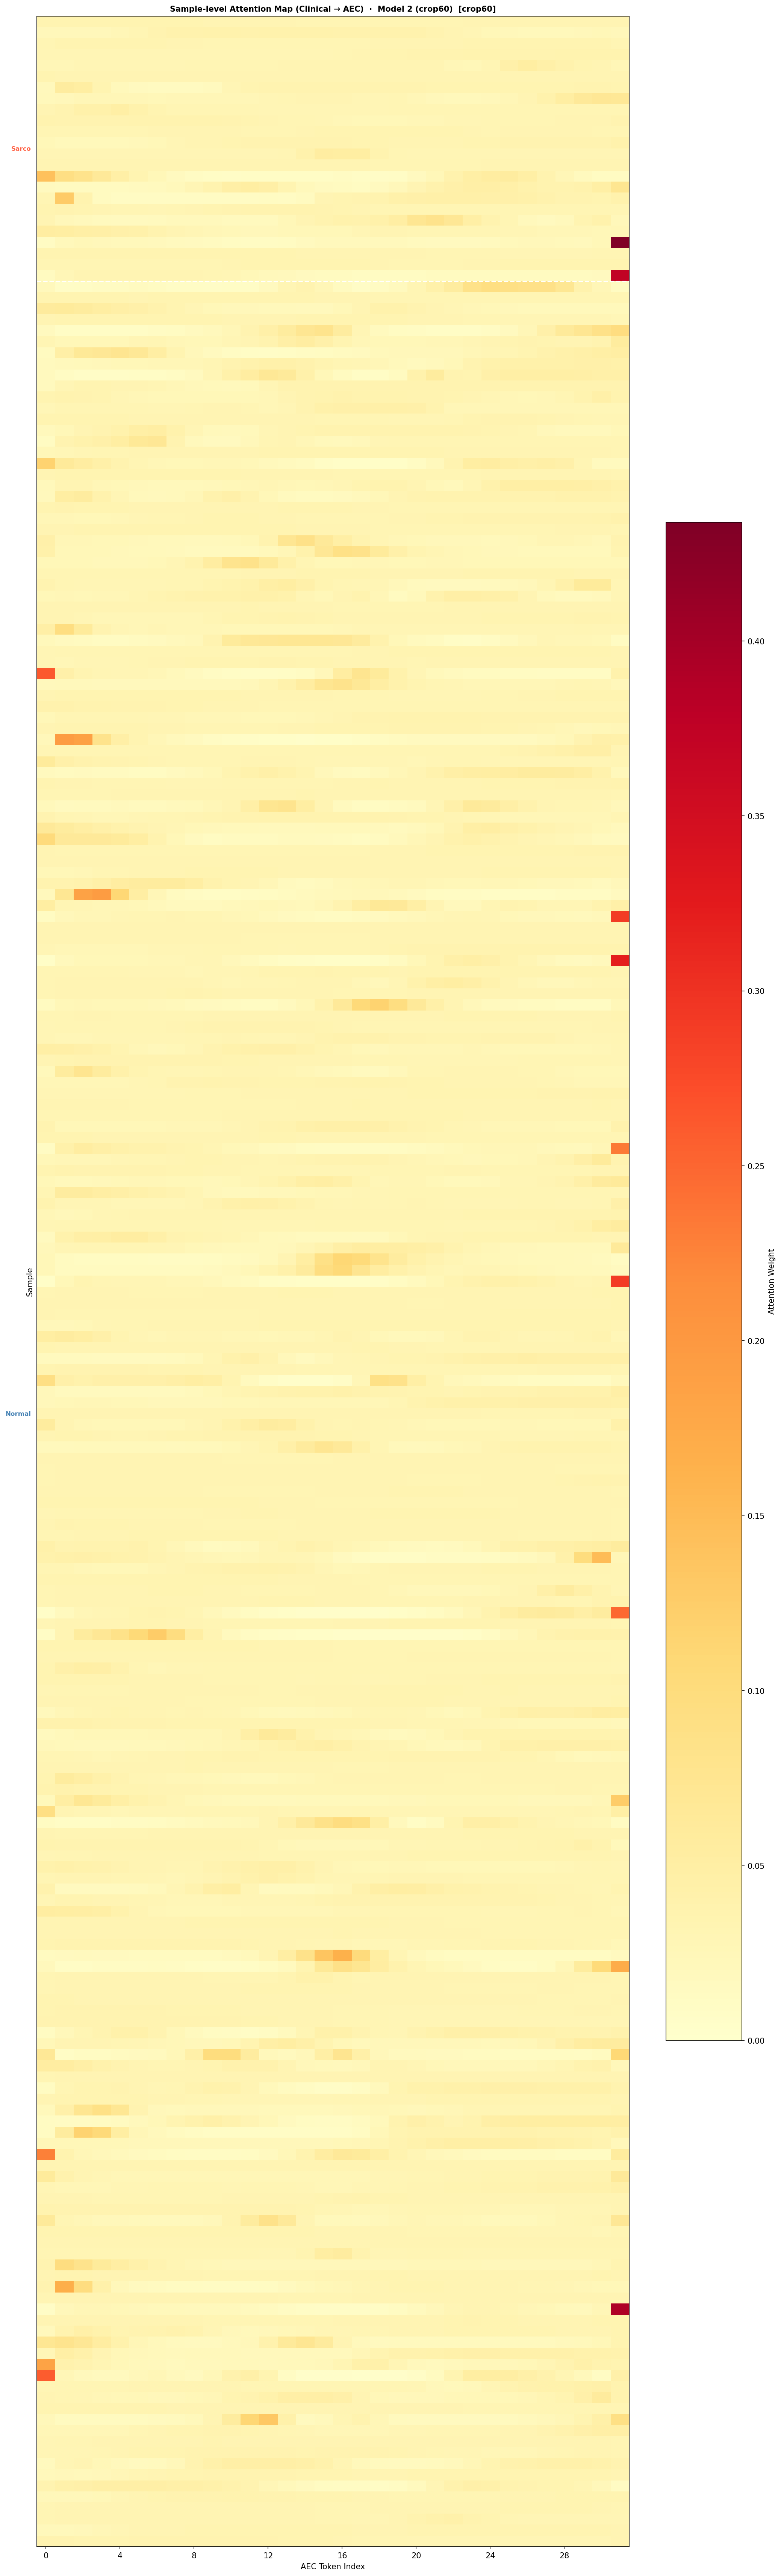 Sample-level Attention Map (Clinical → AEC)  ·  Model 2 (crop60)  [crop60]
Sarco
Normal
Sample
0 4 8 12 16 20 24 28
AEC Token Index
0.40
0.35
0.30
0.25
0.20
0.15
0.10
0.05
0.00
Attention Weight